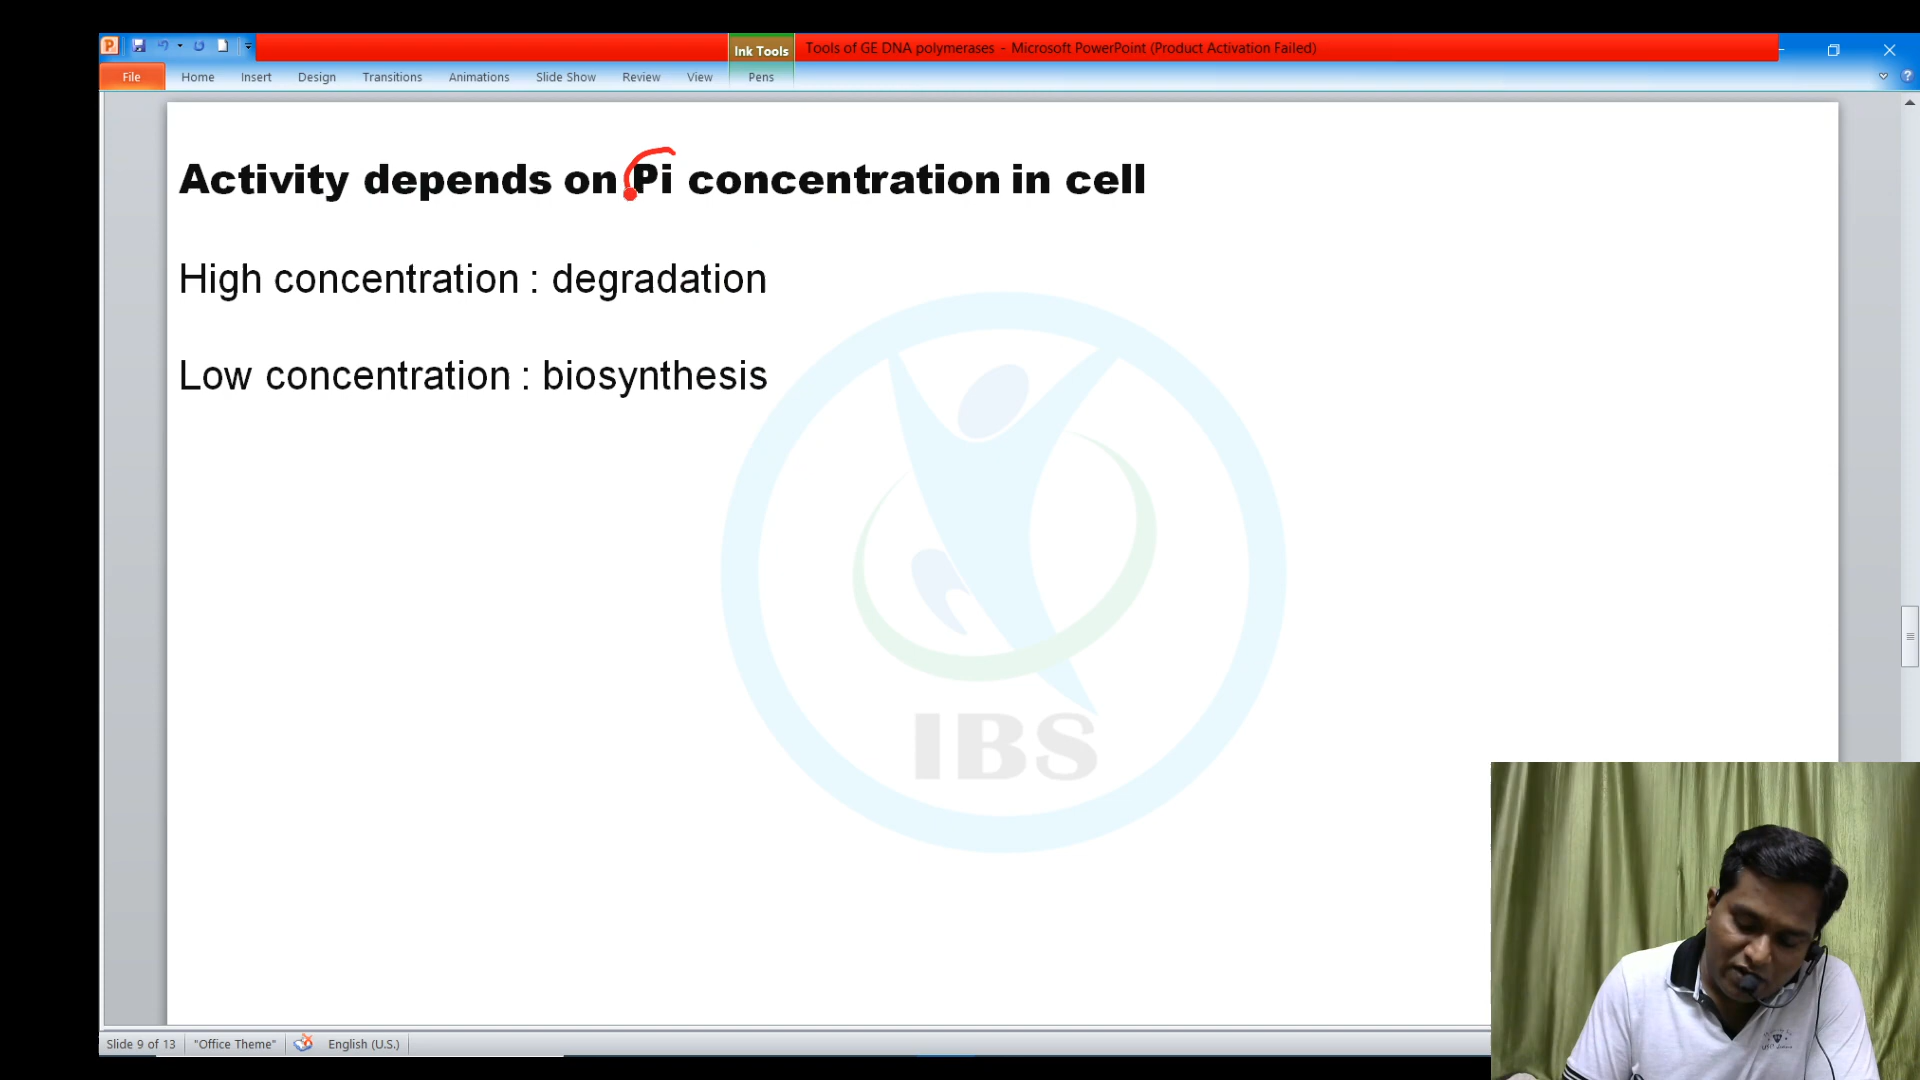 Ink Tools
Tools of GE DNA polymerases - Microsoft PowerPoint (Product Activation Failed)
File Home Insert Design Transitions Animations Slide Show Review View Pens
Activity depends on Pi concentration in cell
High concentration : degradation
Low concentration : biosynthesis
IBS
Slide 9 of 13 "Office Theme" English (U.S.)